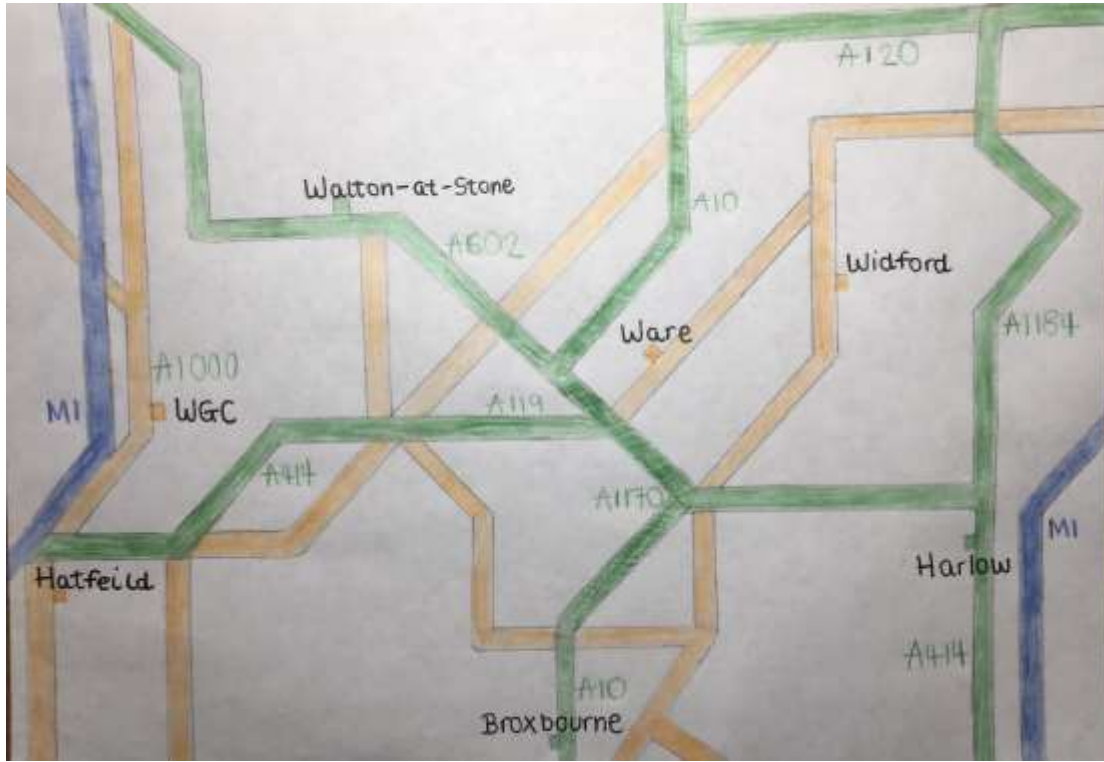 A120
Watton-at-Stone
A10
A602
Widford
A1184
Ware
A1000
M1
WGC
A119
A414
A1170
M1
Harlow
Hatfeild
A414
A10
Broxbourne